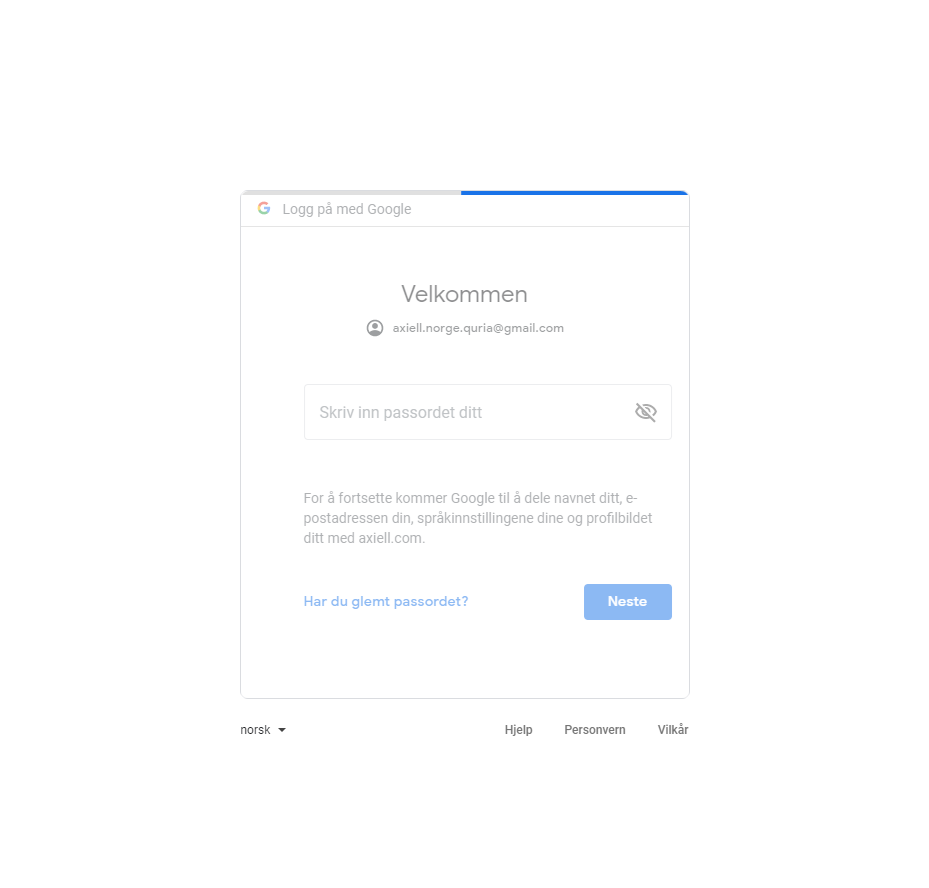 Logg på med Google
Velkommen
axiell.norge.quria@gmail.com
Skriv inn passordet ditt
For å fortsette kommer Google til å dele navnet ditt, e-
postadressen din, språkinnstillingene dine og profilbildet
ditt med axiell.com.
Har du glemt passordet? Neste
norsk Hjelp Personvern Vilkår